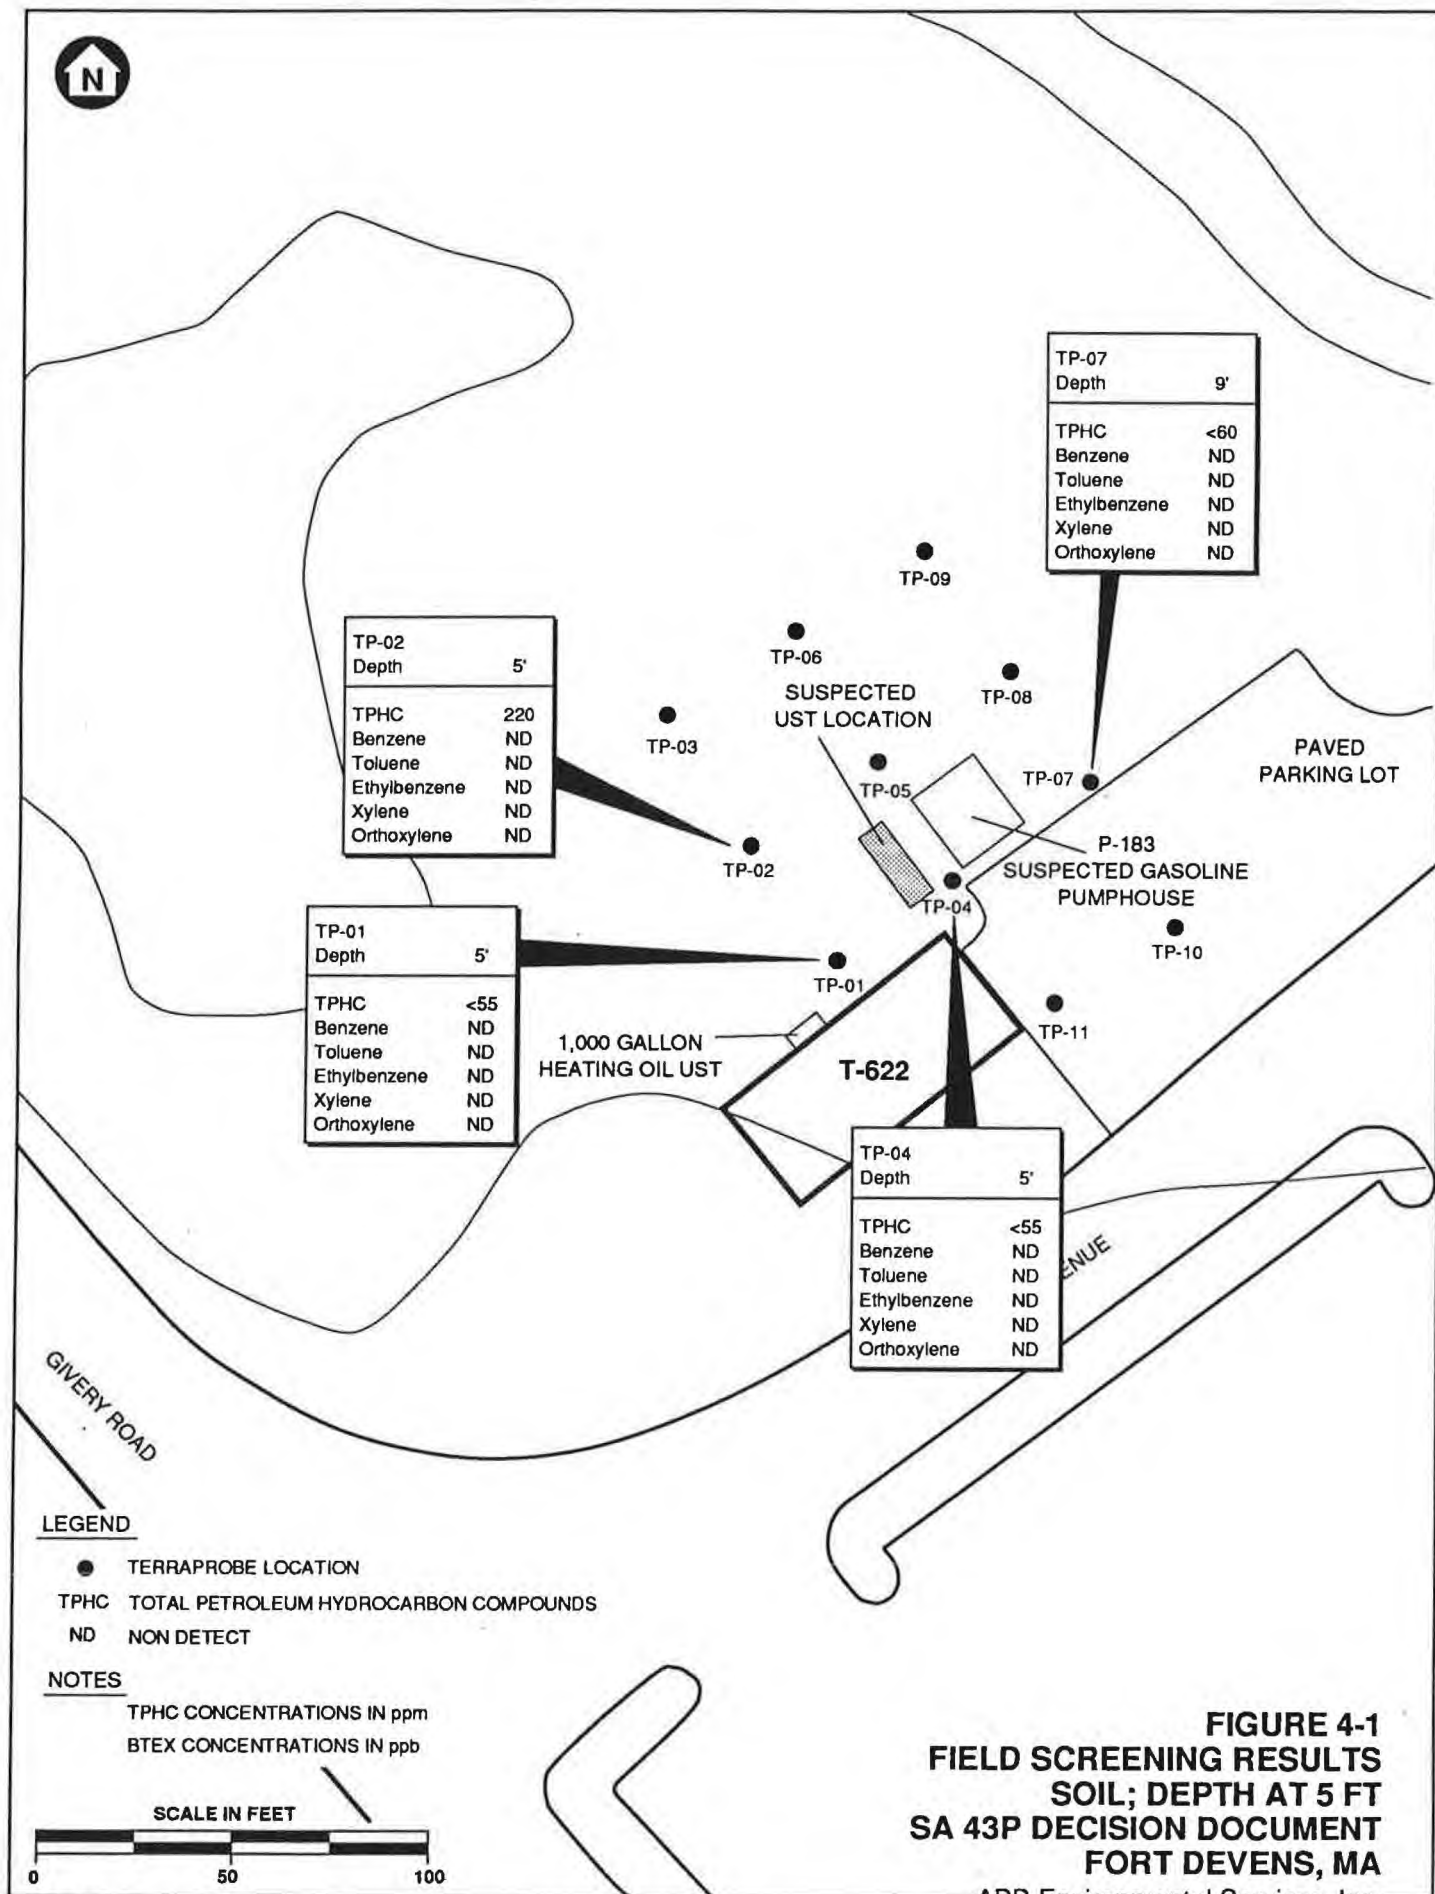 N
TP-07
Depth 9'
TPHC <60
Benzene ND
Toluene ND
Ethylbenzene ND
Xylene ND
Orthoxylene ND
TP-09
TP-06
TP-08
TP-02
Depth 5'
TPHC 220
Benzene ND
Toluene ND
Ethylbenzene ND
Xylene ND
Orthoxylene ND
SUSPECTED
UST LOCATION
TP-03
TP-05
TP-07
PAVED
PARKING LOT
TP-02
P-183
SUSPECTED GASOLINE
PUMPHOUSE
TP-04
TP-01
Depth 5'
TPHC <55
Benzene ND
Toluene ND
Ethylbenzene ND
Xylene ND
Orthoxylene ND
TP-01
TP-10
TP-11
1,000 GALLON
HEATING OIL UST
T-622
TP-04
Depth 5'
TPHC <55
Benzene ND
Toluene ND
Ethylbenzene ND
Xylene ND
Orthoxylene ND
ENUE
GIVERY ROAD
LEGEND
TERRAPROBE LOCATION
TPHC TOTAL PETROLEUM HYDROCARBON COMPOUNDS
ND NON DETECT
NOTES
TPHC CONCENTRATIONS IN ppm
BTEX CONCENTRATIONS IN ppb
SCALE IN FEET
0 50 100
FIGURE 4-1
FIELD SCREENING RESULTS
SOIL; DEPTH AT 5 FT
SA 43P DECISION DOCUMENT
FORT DEVENS, MA